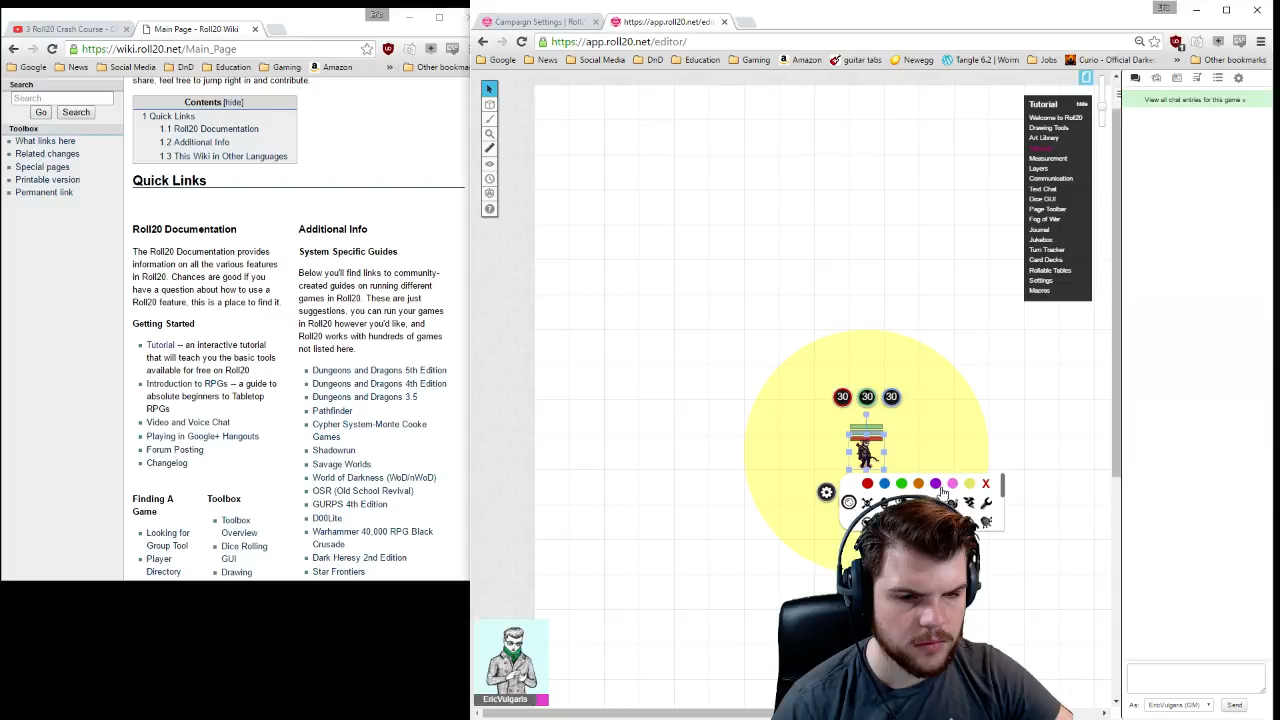 Eric
3 Roll20 Crash Course - C
Main Page - Roll20 Wiki
https://wiki.roll20.net/Main_Page
Google
News
Social Media
DnD
Education
Gaming
Amazon
Other bookma
Search
Search
Go
Search
Toolbox
What links here
Related changes
Special pages
Printable version
Permanent link
share, feel free to jump right in and contribute.
Contents [hide]
1 Quick Links
1.1 Roll20 Documentation
1.2 Additional Info
1.3 This Wiki in Other Languages
Quick Links
Roll20 Documentation
The Roll20 Documentation provides
information on all the various features
in Roll20. Chances are good if you
have a question about how to use a
Roll20 feature, this is a place to find it.
Getting Started
Tutorial -- an interactive tutorial
that will teach you the basic tools
available for free on Roll20
Introduction to RPGs -- a guide to
absolute beginners to Tabletop
RPGs
Video and Voice Chat
Playing in Google+ Hangouts
Forum Posting
Changelog
Finding A
Game
Looking for
Group Tool
Player
Directory
Toolbox
Toolbox
Overview
Dice Rolling
GUI
Drawing
Additional Info
System Specific Guides
Below you'll find links to community-
created guides on running different
games in Roll20. These are just
suggestions, you can run your games
in Roll20 however you'd like, and
Roll20 works with hundreds of games
not listed here.
Dungeons and Dragons 5th Edition
Dungeons and Dragons 4th Edition
Dungeons and Dragons 3.5
Pathfinder
Cypher System-Monte Cooke
Games
Shadowrun
Savage Worlds
World of Darkness (WoD/nWoD)
OSR (Old School Revival)
GURPS 4th Edition
D00Lite
Warhammer 40,000 RPG Black
Crusade
Dark Heresy 2nd Edition
Star Frontiers
Eric
Campaign Settings | Roll2
https://app.roll20.net/edi
https://app.roll20.net/editor/
Google
News
Social Media
DnD
Education
Gaming
Amazon
guitar tabs
Newegg
Tangle 6.2 | Worm
Jobs
Curio - Official Darkes
Other bookmarks
Tutorial
hide
Welcome to Roll20
Drawing Tools
Art Library
Measurement
Layers
Communication
Text Chat
Dice GUI
Page Toolbar
Fog of War
Journal
Jukebox
Turn Tracker
Card Decks
Rollable Tables
Settings
Macros
View all chat entries for this game »
30
30
30
X
EricVulgaris
As:
EricVulgaris (GM)
Send